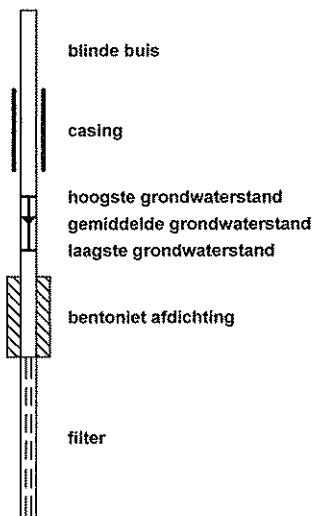 blinde buis
casing
hoogste grondwaterstand
gemiddelde grondwaterstand
laagste grondwaterstand
bentoniet afdichting
filter